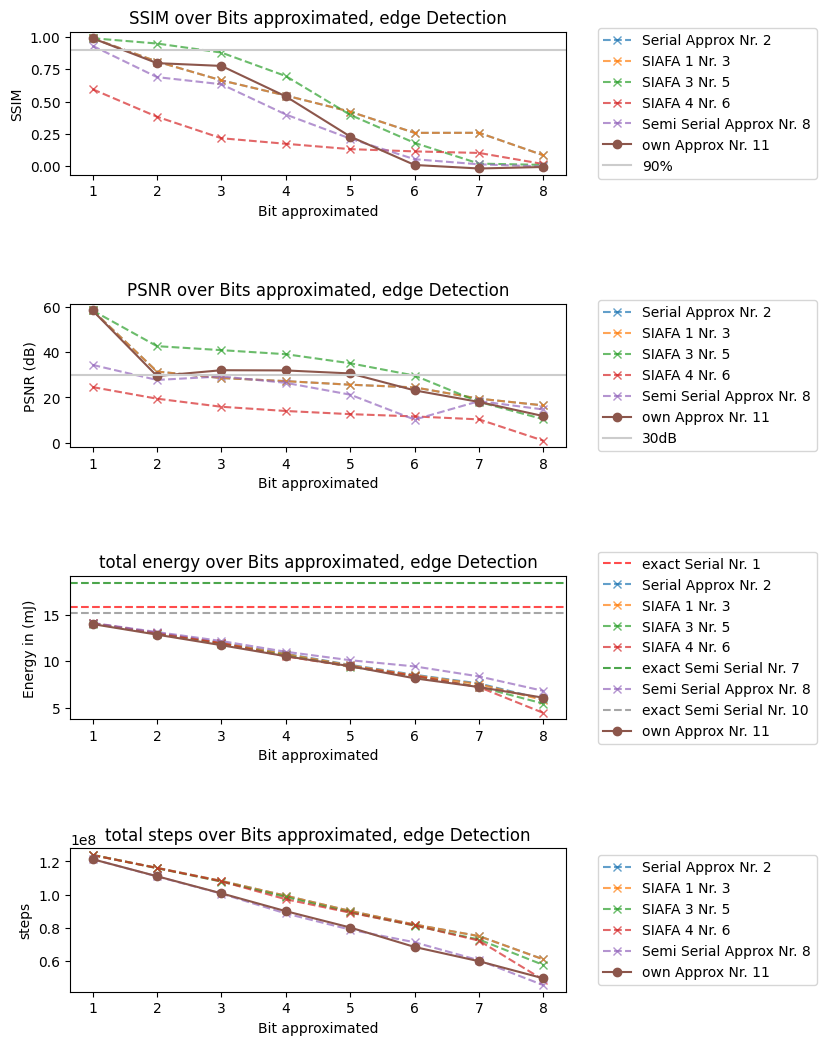 SSIM over Bits approximated, edge Detection
1.00
0.75
0.50
0.25
0.00
SSIM
1 2 3 4 5 6 7 8
Bit approximated
Serial Approx Nr. 2
SIAFA 1 Nr. 3
SIAFA 3 Nr. 5
SIAFA 4 Nr. 6
Semi Serial Approx Nr. 8
own Approx Nr. 11
90%
PSNR over Bits approximated, edge Detection
60
40
20
0
PSNR (dB)
1 2 3 4 5 6 7 8
Bit approximated
Serial Approx Nr. 2
SIAFA 1 Nr. 3
SIAFA 3 Nr. 5
SIAFA 4 Nr. 6
Semi Serial Approx Nr. 8
own Approx Nr. 11
30dB
total energy over Bits approximated, edge Detection
15
10
5
Energy in (mJ)
1 2 3 4 5 6 7 8
Bit approximated
exact Serial Nr. 1
Serial Approx Nr. 2
SIAFA 1 Nr. 3
SIAFA 3 Nr. 5
SIAFA 4 Nr. 6
exact Semi Serial Nr. 7
Semi Serial Approx Nr. 8
exact Semi Serial Nr. 10
own Approx Nr. 11
total steps over Bits approximated, edge Detection
1e8
1.2
1.0
0.8
0.6
steps
1 2 3 4 5 6 7 8
Bit approximated
Serial Approx Nr. 2
SIAFA 1 Nr. 3
SIAFA 3 Nr. 5
SIAFA 4 Nr. 6
Semi Serial Approx Nr. 8
own Approx Nr. 11